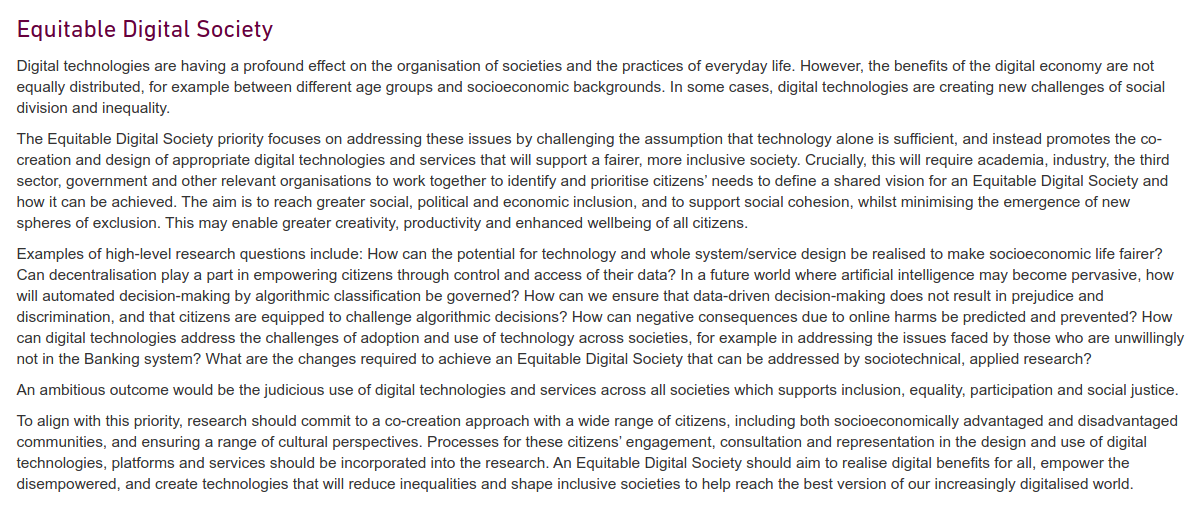 Equitable Digital Society
Digital technologies are having a profound effect on the organisation of societies and the practices of everyday life. However, the benefits of the digital economy are not
equally distributed, for example between different age groups and socioeconomic backgrounds. In some cases, digital technologies are creating new challenges of social
division and inequality.
The Equitable Digital Society priority focuses on addressing these issues by challenging the assumption that technology alone is sufficient, and instead promotes the co-
creation and design of appropriate digital technologies and services that will support a fairer, more inclusive society. Crucially, this will require academia, industry, the third
sector, government and other relevant organisations to work together to identify and prioritise citizens’ needs to define a shared vision for an Equitable Digital Society and
how it can be achieved. The aim is to reach greater social, political and economic inclusion, and to support social cohesion, whilst minimising the emergence of new
spheres of exclusion. This may enable greater creativity, productivity and enhanced wellbeing of all citizens.
Examples of high-level research questions include: How can the potential for technology and whole system/service design be realised to make socioeconomic life fairer?
Can decentralisation play a part in empowering citizens through control and access of their data? In a future world where artificial intelligence may become pervasive, how
will automated decision-making by algorithmic classification be governed? How can we ensure that data-driven decision-making does not result in prejudice and
discrimination, and that citizens are equipped to challenge algorithmic decisions? How can negative consequences due to online harms be predicted and prevented? How
can digital technologies address the challenges of adoption and use of technology across societies, for example in addressing the issues faced by those who are unwillingly
not in the Banking system? What are the changes required to achieve an Equitable Digital Society that can be addressed by sociotechnical, applied research?
An ambitious outcome would be the judicious use of digital technologies and services across all societies which supports inclusion, equality, participation and social justice.
To align with this priority, research should commit to a co-creation approach with a wide range of citizens, including both socioeconomically advantaged and disadvantaged
communities, and ensuring a range of cultural perspectives. Processes for these citizens’ engagement, consultation and representation in the design and use of digital
technologies, platforms and services should be incorporated into the research. An Equitable Digital Society should aim to realise digital benefits for all, empower the
disempowered, and create technologies that will reduce inequalities and shape inclusive societies to help reach the best version of our increasingly digitalised world.